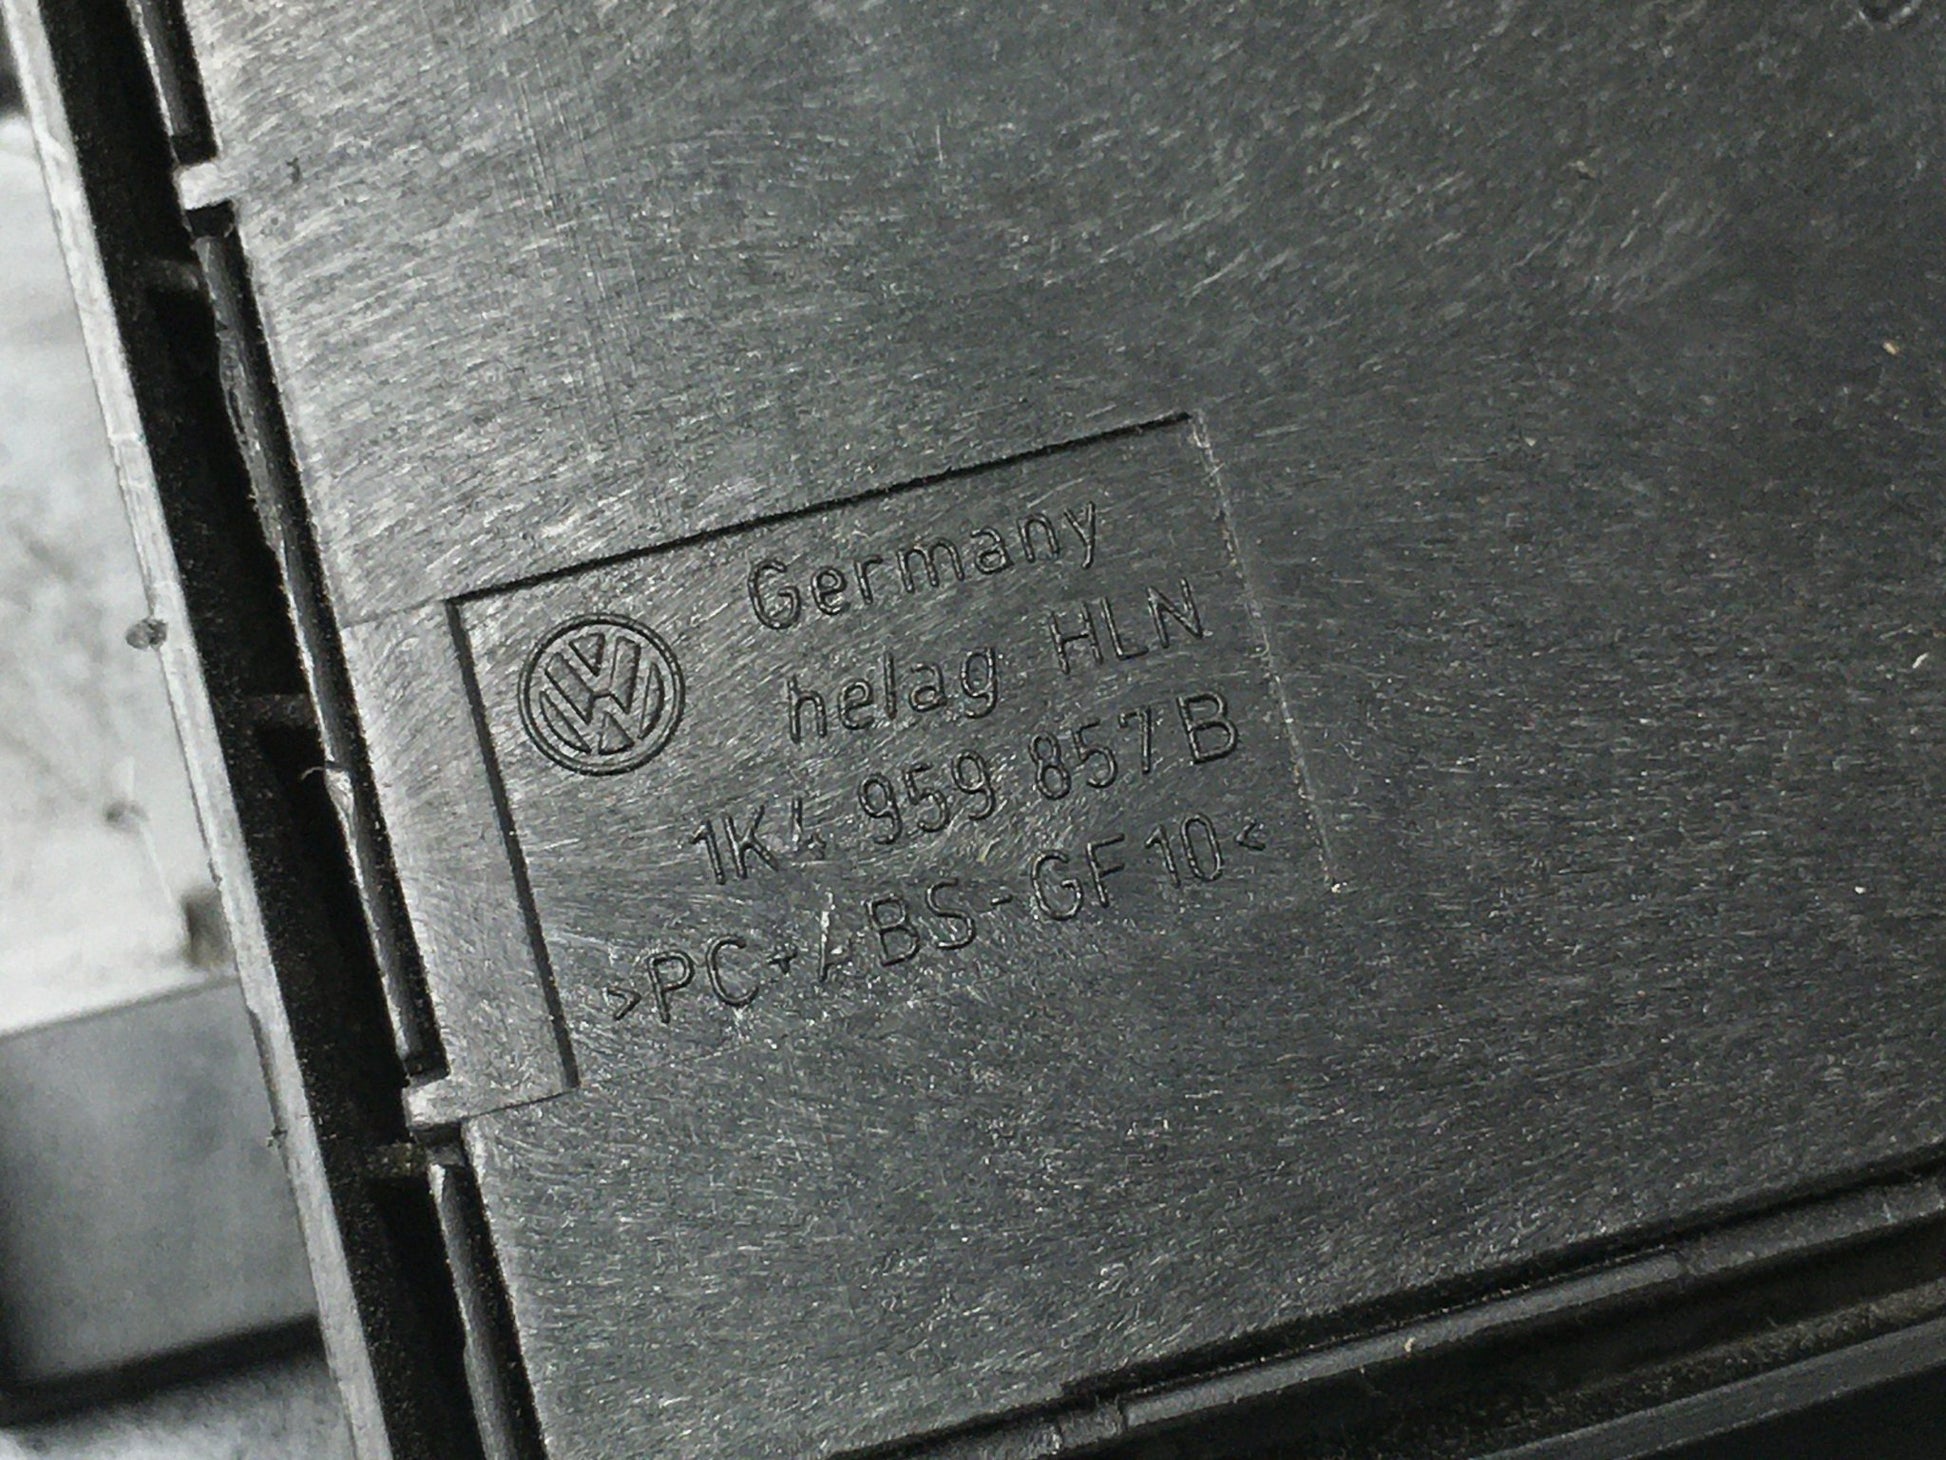 Germany
helag HLN
1K4 959 857 B
>PC+ABS-GF10<